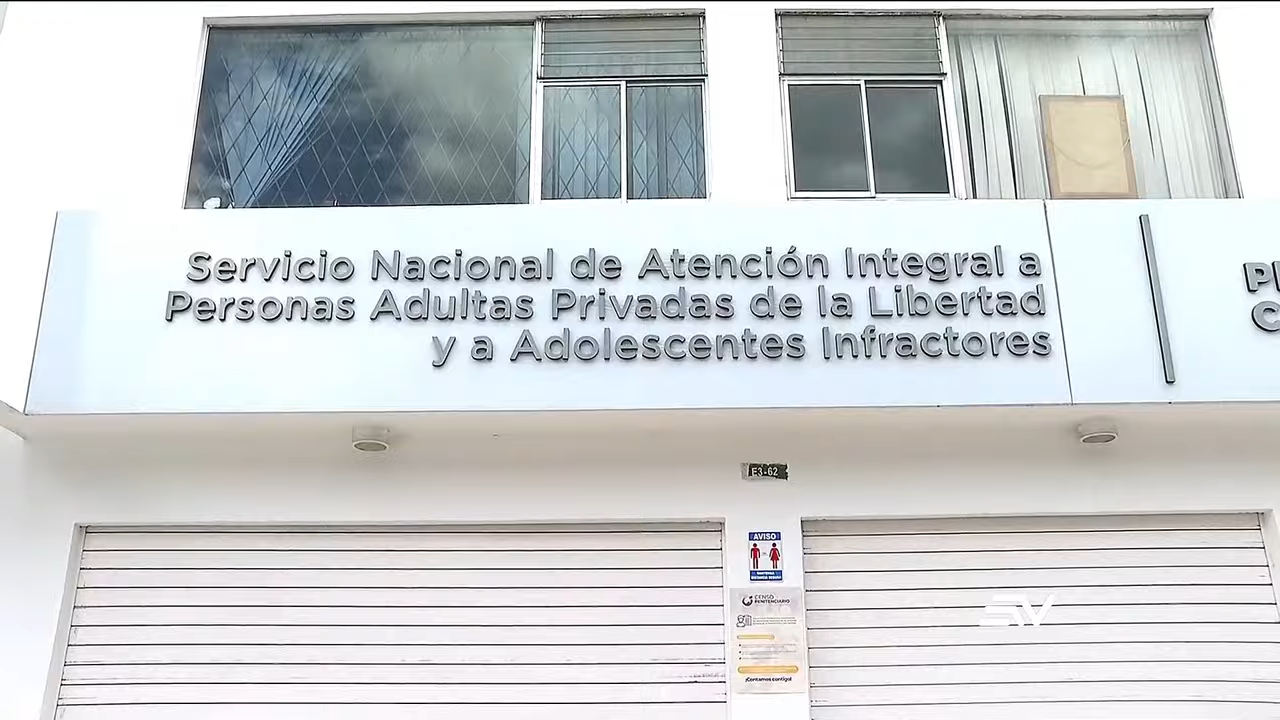 Servicio Nacional de Atención Integral a
Personas Adultas Privadas de la Libertad
y a Adolescentes Infractores
E3-62
AVISO
CENSO
PENITENCIARIO
¡Contamos contigo!